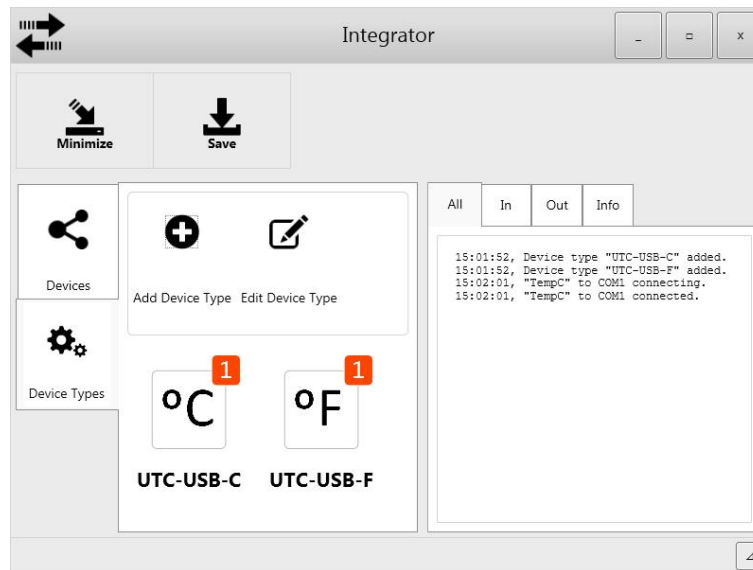 Integrator
Minimize
Save
Devices
Device Types
Add Device Type
Edit Device Type
1
ºC
UTC-USB-C
1
ºF
UTC-USB-F
All
In
Out
Info
15:01:52, Device type "UTC-USB-C" added.
15:01:52, Device type "UTC-USB-F" added.
15:02:01, "TempC" to COM1 connecting.
15:02:01, "TempC" to COM1 connected.